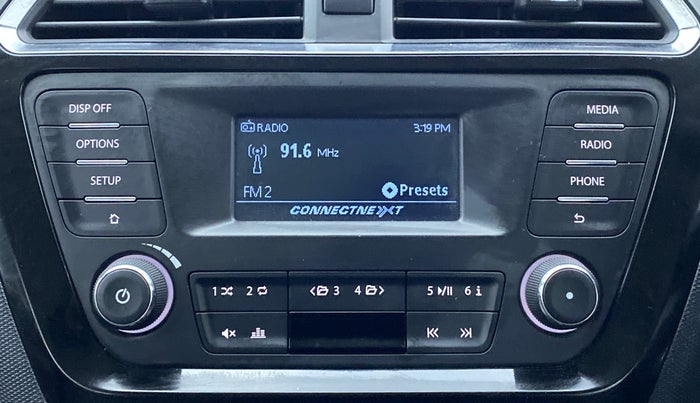 DISP OFF
OPTIONS
SETUP
RADIO 3:19 PM
91.6 MHz
FM 2 Presets
CONNECTNEXT
MEDIA
RADIO
PHONE
1 2 3 4 5 6 i